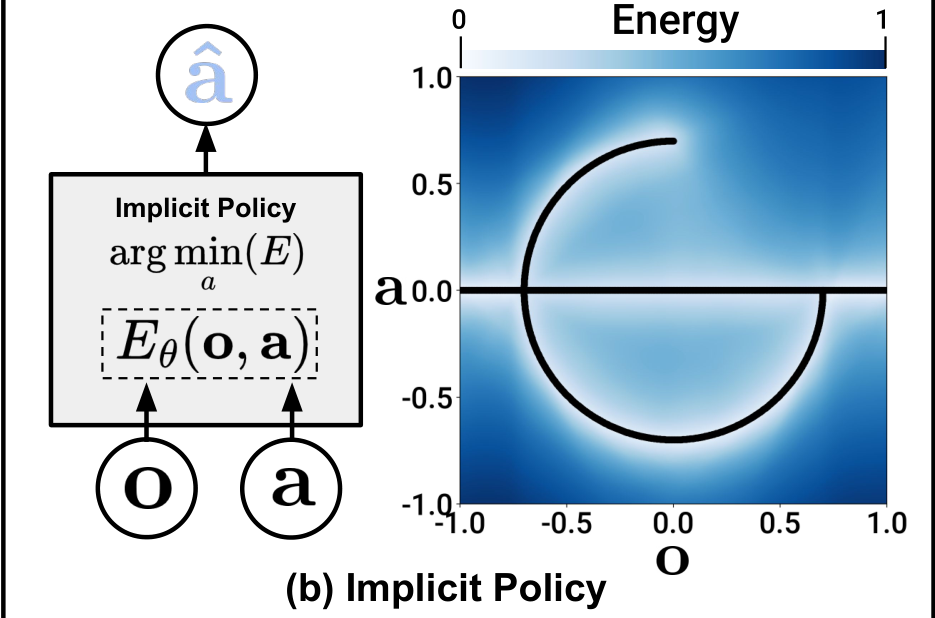 â
Implicit Policy
arg min(E)
a
E_θ(o, a)
o
a
0
Energy
1
1.0
0.5
a
0.0
-0.5
-1.0
-1.0
-0.5
0.0
0.5
1.0
o
(b) Implicit Policy